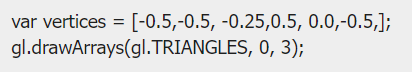 var vertices = [-0.5,-0.5, -0.25,0.5, 0.0,-0.5,];
gl.drawArrays(gl.TRIANGLES, 0, 3);